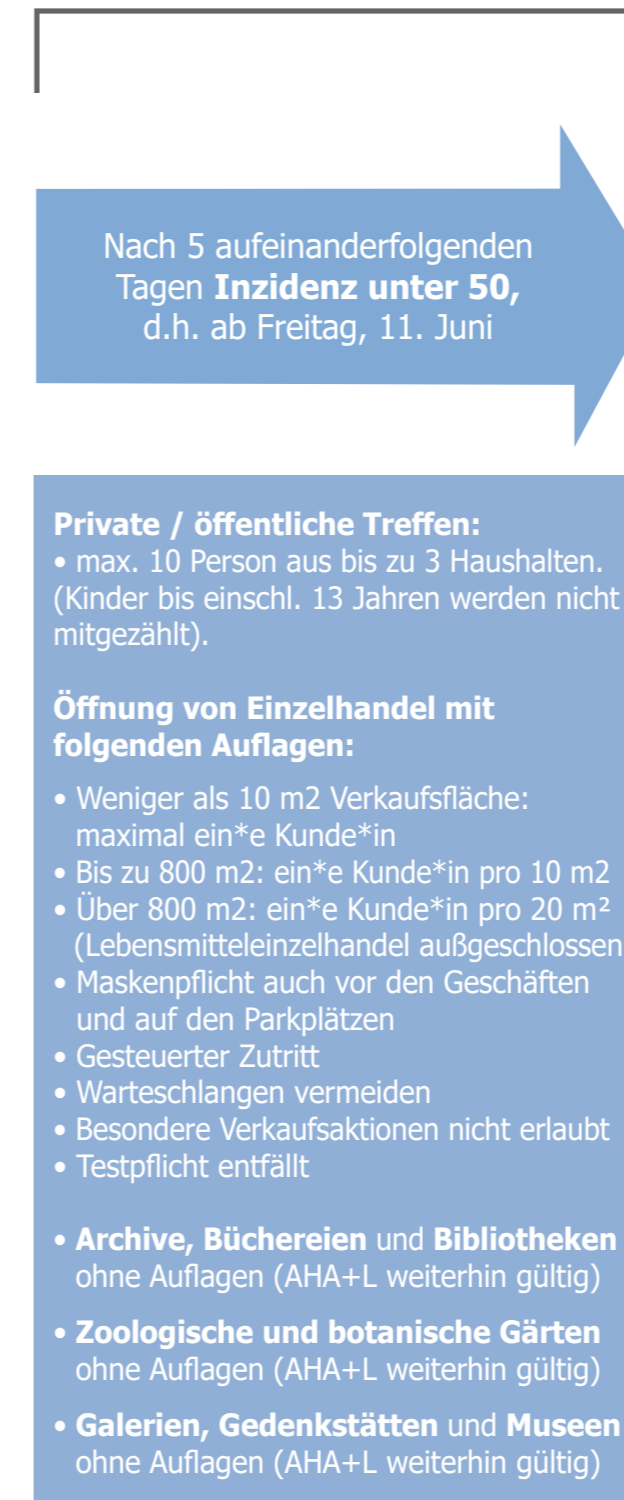 Nach 5 aufeinanderfolgenden
Tagen Inzidenz unter 50,
d.h. ab Freitag, 11. Juni
Private / öffentliche Treffen:
• max. 10 Person aus bis zu 3 Haushalten.
(Kinder bis einschl. 13 Jahren werden nicht
mitgezählt).
Öffnung von Einzelhandel mit
folgenden Auflagen:
• Weniger als 10 m2 Verkaufsfläche:
maximal ein*e Kunde*in
• Bis zu 800 m2: ein*e Kunde*in pro 10 m2
• Über 800 m2: ein*e Kunde*in pro 20 m²
(Lebensmitteleinzelhandel außgeschlossen
• Maskenpflicht auch vor den Geschäften
und auf den Parkplätzen
• Gesteuerter Zutritt
• Warteschlangen vermeiden
• Besondere Verkaufsaktionen nicht erlaubt
• Testpflicht entfällt
• Archive, Büchereien und Bibliotheken
ohne Auflagen (AHA+L weiterhin gültig)
• Zoologische und botanische Gärten
ohne Auflagen (AHA+L weiterhin gültig)
• Galerien, Gedenkstätten und Museen
ohne Auflagen (AHA+L weiterhin gültig)